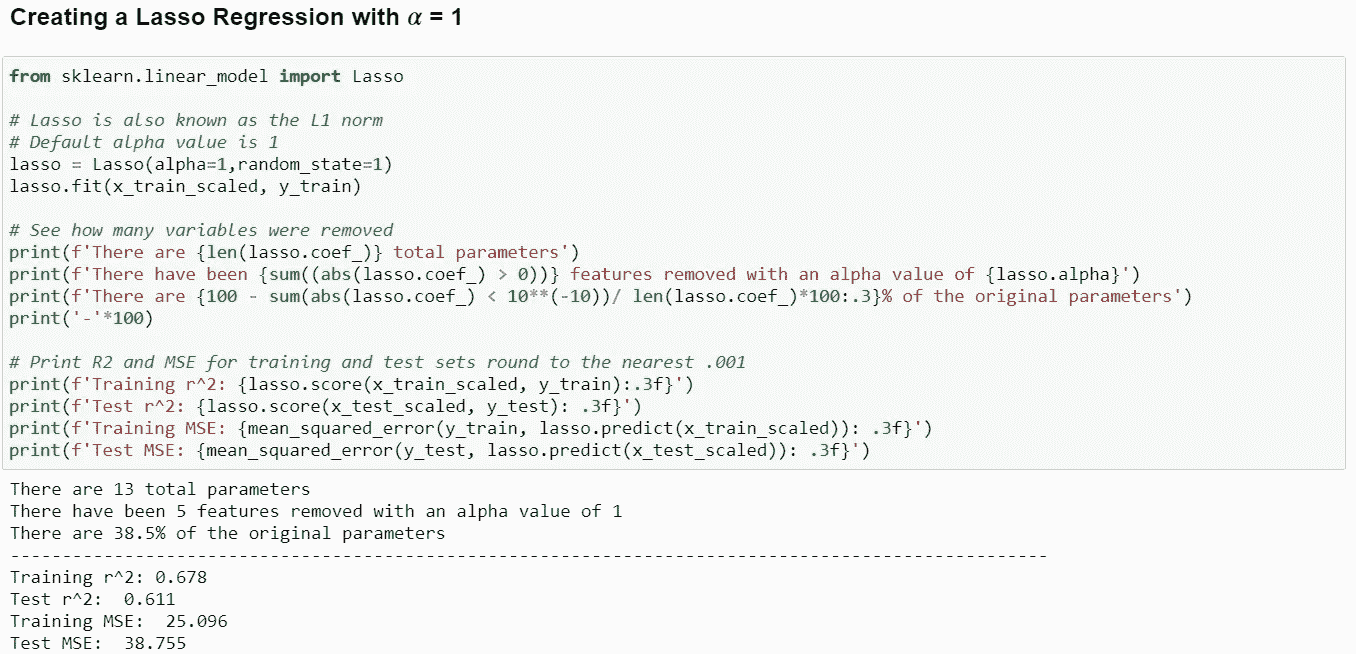 Creating a Lasso Regression with α = 1
from sklearn.linear_model import Lasso
# Lasso is also known as the L1 norm
# Default alpha value is 1
lasso = Lasso(alpha=1,random_state=1)
lasso.fit(x_train_scaled, y_train)
# See how many variables were removed
print(f'There are {len(lasso.coef_)} total parameters')
print(f'There have been {sum((abs(lasso.coef_) > 0))} features removed with an alpha value of {lasso.alpha}')
print(f'There are {100 - sum(abs(lasso.coef_) < 10**(-10))/ len(lasso.coef_)*100:.3}% of the original parameters')
print('-'*100)
# Print R2 and MSE for training and test sets round to the nearest .001
print(f'Training r^2: {lasso.score(x_train_scaled, y_train):.3f}')
print(f'Test r^2: {lasso.score(x_test_scaled, y_test): .3f}')
print(f'Training MSE: {mean_squared_error(y_train, lasso.predict(x_train_scaled)): .3f}')
print(f'Test MSE: {mean_squared_error(y_test, lasso.predict(x_test_scaled)): .3f}')
There are 13 total parameters
There have been 5 features removed with an alpha value of 1
There are 38.5% of the original parameters
----------------------------------------------------------------------------------------------------
Training r^2: 0.678
Test r^2:  0.611
Training MSE:  25.096
Test MSE:  38.755